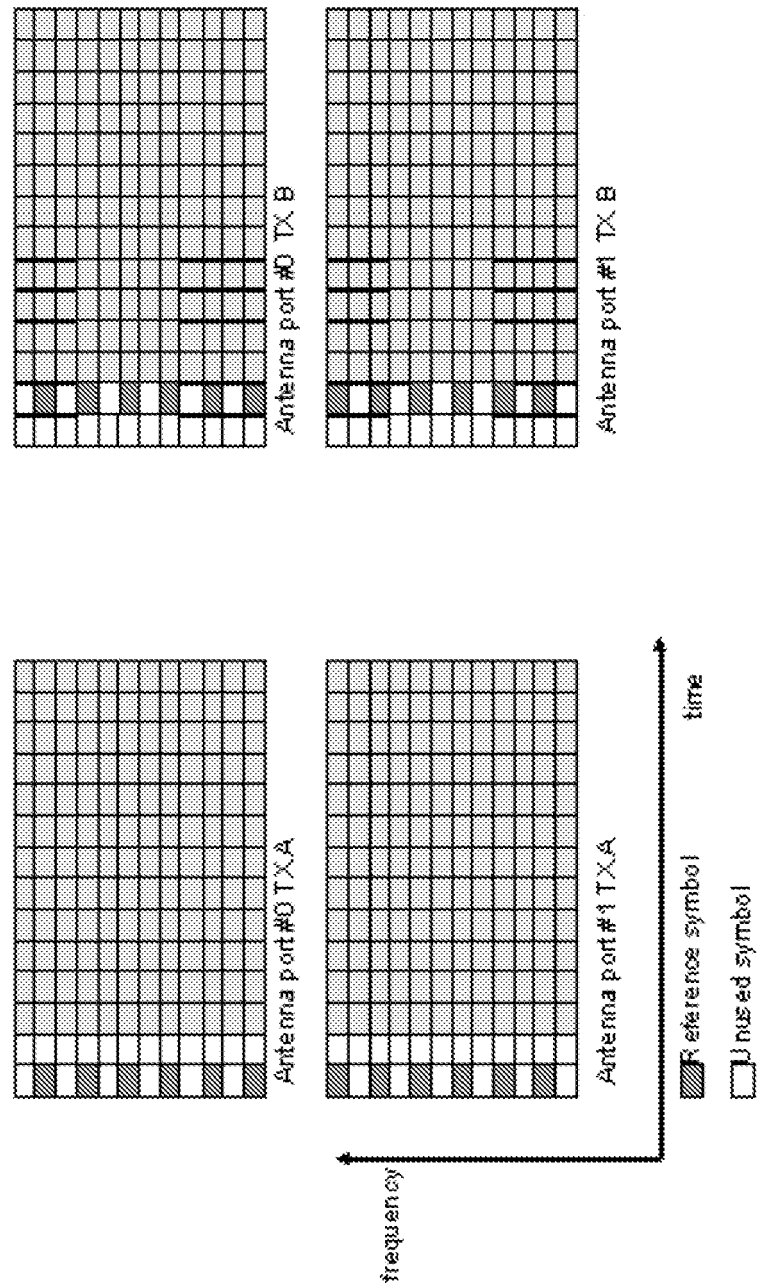 Antenna port #0 TX A
Antenna port #1 TX A
Antenna port #0 TX B
Antenna port #1 TX B
frequency
time
Reference symbol
Unused symbol